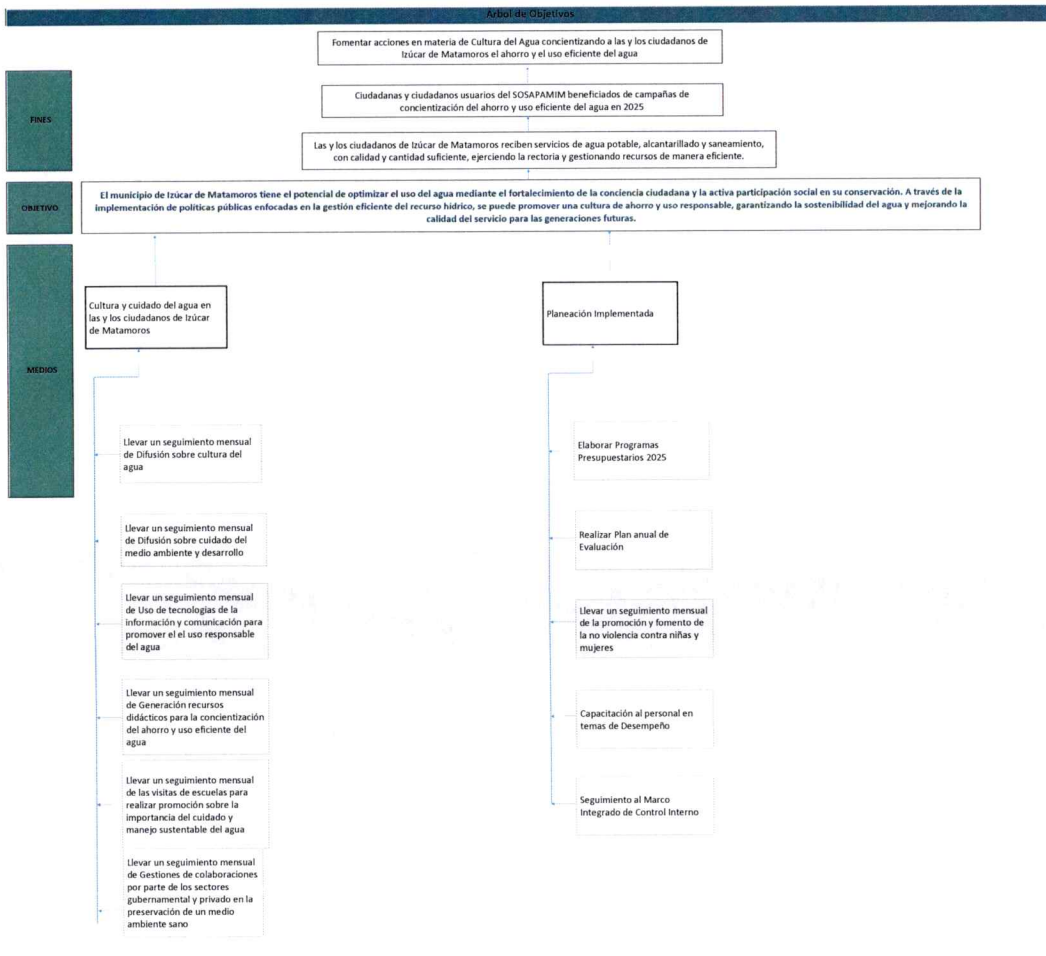 Arbol de Objetivos
Fomentar acciones en materia de Cultura del Agua concientizando a las y los ciudadanos de
Izúcar de Matamoros el ahorro y el uso eficiente del agua
FINES
Ciudadanas y ciudadanos usuarios del SOSAPAMIM beneficiados de campañas de
concientización del ahorro y uso eficiente del agua en 2025
Las y los ciudadanos de Izúcar de Matamoros reciben servicios de agua potable, alcantarillado y saneamiento,
con calidad y cantidad suficiente, ejerciendo la rectoria y gestionando recursos de manera eficiente.
OBJETIVO
El municipio de Izúcar de Matamoros tiene el potencial de optimizar el uso del agua mediante el fortalecimiento de la conciencia ciudadana y la activa participación social en su conservación. A través de la
implementación de políticas públicas enfocadas en la gestión eficiente del recurso hídrico, se puede promover una cultura de ahorro y uso responsable, garantizando la sostenibilidad del agua y mejorando la
calidad del servicio para las generaciones futuras.
MEDIOS
Cultura y cuidado del agua en
las y los ciudadanos de Izúcar
de Matamoros
Llevar un seguimiento mensual
de Difusión sobre cultura del
agua
Llevar un seguimiento mensual
de Difusión sobre cuidado del
medio ambiente y desarrollo
Llevar un seguimiento mensual
de Uso de tecnologias de la
información y comunicación para
promover el el uso responsable
del agua
Llevar un seguimiento mensual
de Generación recursos
didácticos para la concientización
del ahorro y uso eficiente del
agua
Llevar un seguimiento mensual
de las visitas de escuelas para
realizar promoción sobre la
importancia del cuidado y
manejo sustentable del agua
Llevar un seguimiento mensual
de Gestiones de colaboraciones
por parte de los sectores
gubernamental y privado en la
preservación de un medio
ambiente sano
Planeación Implementada
Elaborar Programas
Presupuestarios 2025
Realizar Plan anual de
Evaluación
Llevar un seguimiento mensual
de la promoción y fomento de
la no violencia contra niñas y
mujeres
Capacitación al personal en
temas de Desempeño
Seguimiento al Marco
Integrado de Control Interno